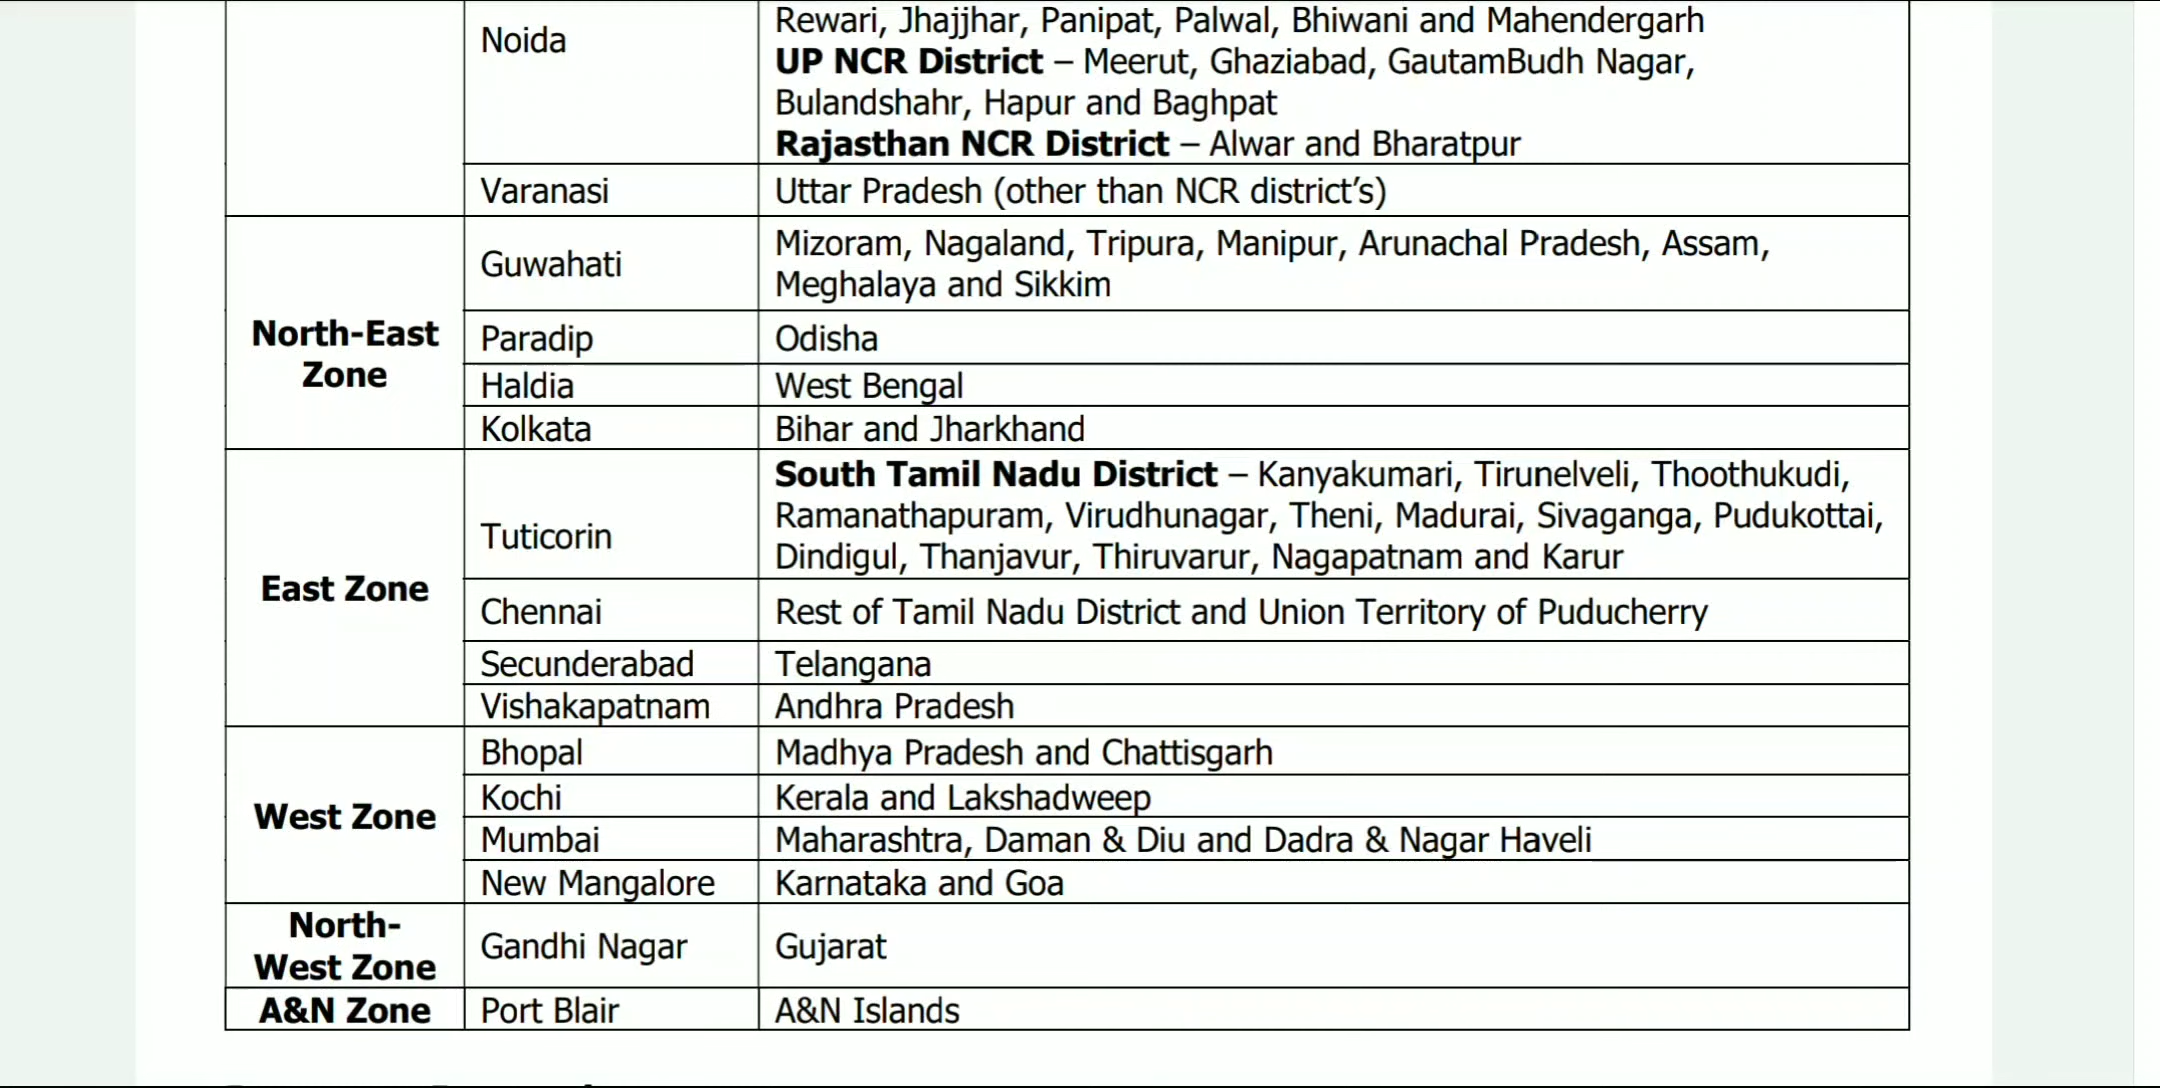 Noida
Rewari, Jhajjhar, Panipat, Palwal, Bhiwani and Mahendergarh
UP NCR District – Meerut, Ghaziabad, GautamBudh Nagar,
Bulandshahr, Hapur and Baghpat
Rajasthan NCR District – Alwar and Bharatpur
Varanasi
Uttar Pradesh (other than NCR district's)
North-East
Zone
Guwahati
Mizoram, Nagaland, Tripura, Manipur, Arunachal Pradesh, Assam,
Meghalaya and Sikkim
Paradip
Odisha
Haldia
West Bengal
Kolkata
Bihar and Jharkhand
East Zone
Tuticorin
South Tamil Nadu District – Kanyakumari, Tirunelveli, Thoothukudi,
Ramanathapuram, Virudhunagar, Theni, Madurai, Sivaganga, Pudukottai,
Dindigul, Thanjavur, Thiruvarur, Nagapatnam and Karur
Chennai
Rest of Tamil Nadu District and Union Territory of Puducherry
Secunderabad
Telangana
Vishakapatnam
Andhra Pradesh
West Zone
Bhopal
Madhya Pradesh and Chattisgarh
Kochi
Kerala and Lakshadweep
Mumbai
Maharashtra, Daman & Diu and Dadra & Nagar Haveli
New Mangalore
Karnataka and Goa
North-
West Zone
Gandhi Nagar
Gujarat
A&N Zone
Port Blair
A&N Islands